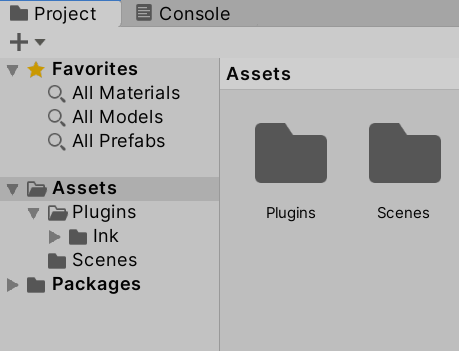 Project
Console
Favorites
All Materials
All Models
All Prefabs
Assets
Plugins
Ink
Scenes
Packages
Assets
Plugins
Scenes